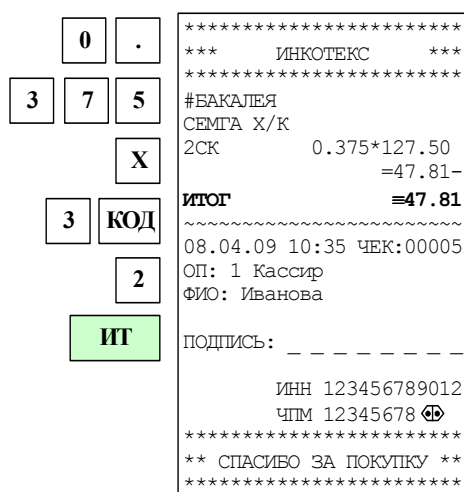 0 .
3 7 5
X
3 КОД
2
ИТ
************************
*** ИНКОТЕКС ***
************************
#БАКАЛЕЯ
СЕМГА Х/К
2СК 0.375*127.50
=47.81-
ИТОГ ≡47.81
~~~~~~~~~~~~~~~~~~~~~~~~
08.04.09 10:35 ЧЕК:00005
ОП: 1 Кассир
ФИО: Иванова
ПОДПИСЬ: _ _ _ _ _ _ _ _
ИНН 123456789012
ЧПМ 12345678
************************
** СПАСИБО ЗА ПОКУПКУ **
************************